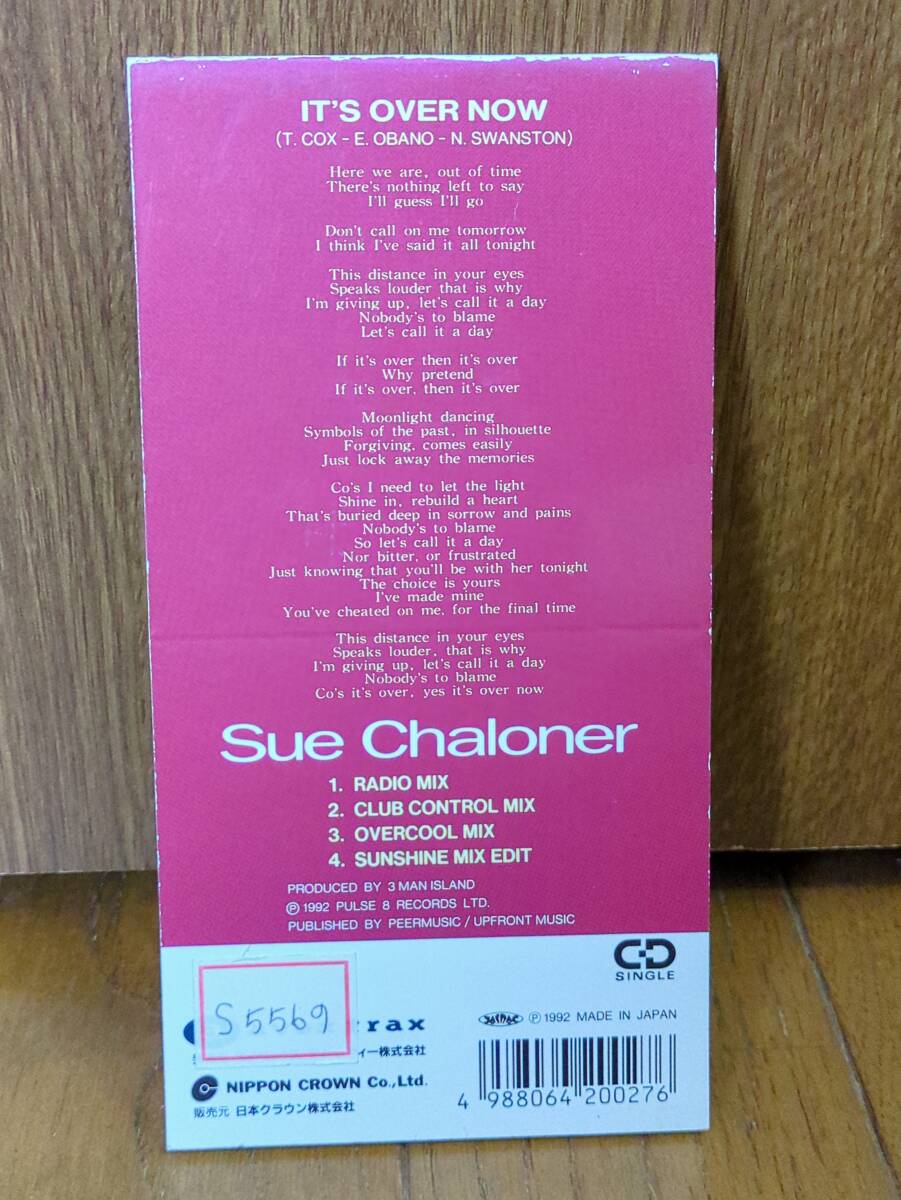 IT'S OVER NOW
(T. COX – E. OBANO – N. SWANSTON)
Here we are, out of time
There's nothing left to say
I'll guess I'll go
Don't call on me tomorrow
I think I've said it all tonight
This distance in your eyes
Speaks louder that is why
I'm giving up, let's call it a day
Nobody's to blame
Let's call it a day
If it's over then it's over
Why pretend
If it's over, then it's over
Moonlight dancing
Symbols of the past, in silhouette
Forgiving, comes easily
Just lock away the memories
Co's I need to let the light
Shine in, rebuild a heart
That's buried deep in sorrow and pains
Nobody's to blame
So let's call it a day
Nor bitter, or frustrated
Just knowing that you'll be with her tonight
The choice is yours
I've made mine
You've cheated on me, for the final time
This distance in your eyes
Speaks louder, that is why
I'm giving up, let's call it a day
Nobody's to blame
Co's it's over, yes it's over now
Sue Chaloner
1. RADIO MIX
2. CLUB CONTROL MIX
3. OVERCOOL MIX
4. SUNSHINE MIX EDIT
PRODUCED BY 3 MAN ISLAND
Ⓟ 1992 PULSE 8 RECORDS LTD.
PUBLISHED BY PEERMUSIC / UPFRONT MUSIC
CD
SINGLE
S5569
rax
ィー株式会社
JASRAC Ⓟ 1992 MADE IN JAPAN
NIPPON CROWN Co., Ltd.
販売元 日本クラウン株式会社
4 988064 200276